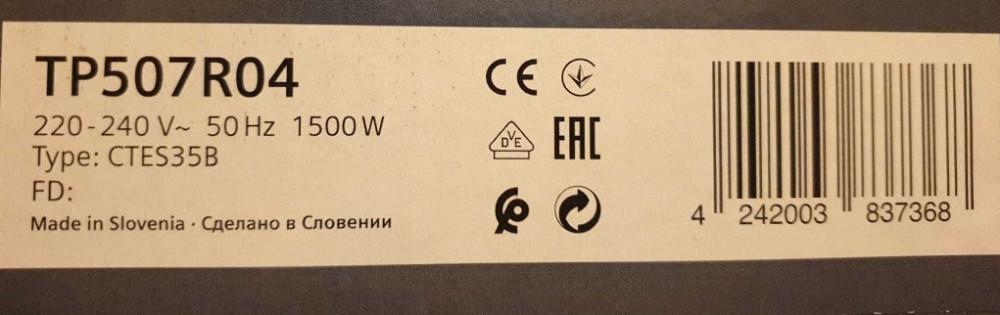 TP507R04
220-240 V~ 50 Hz 1500 W
Type: CTES35B
FD:
Made in Slovenia · Сделано в Словении
CE
DVE
EAC
4 242003 837368